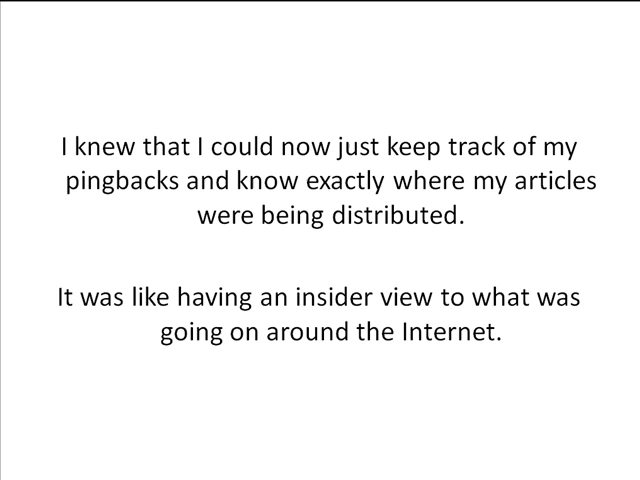 I knew that I could now just keep track of my
pingbacks and know exactly where my articles
were being distributed.
It was like having an insider view to what was
going on around the Internet.